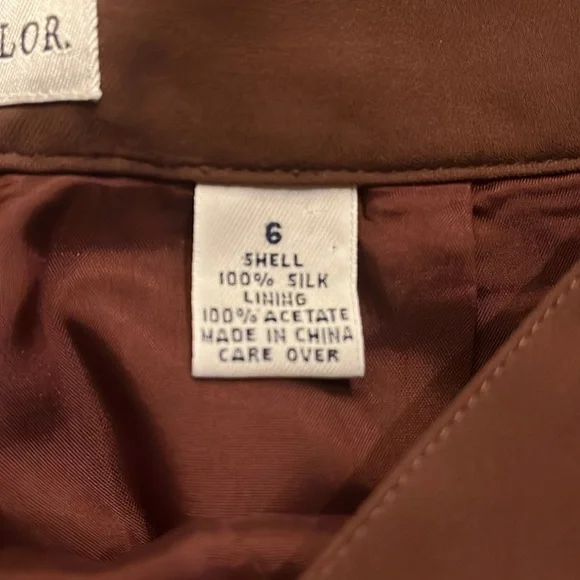 LOR.
6
SHELL
100% SILK
LINING
100% ACETATE
MADE IN CHINA
CARE OVER